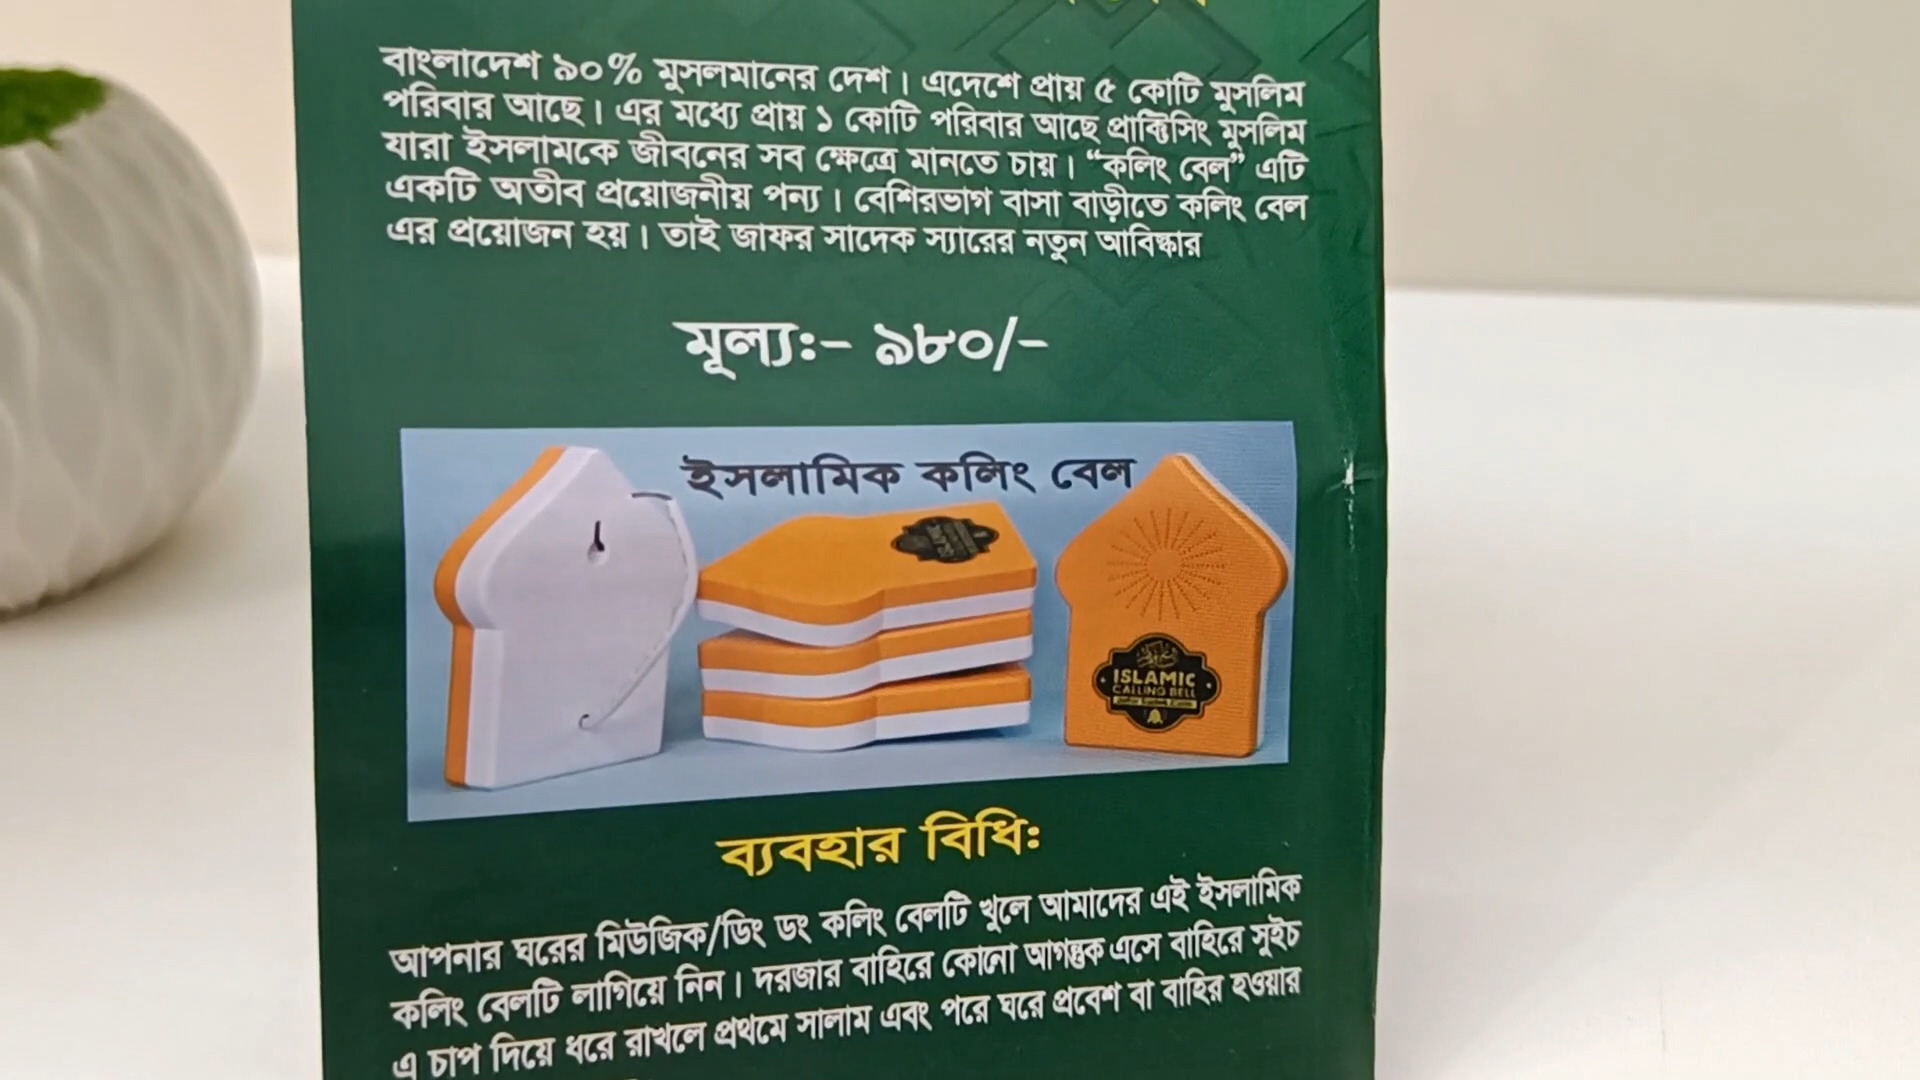 বাংলাদেশ ৯০% মুসলমানের দেশ। এদেশে প্রায় ৫ কোটি মুসলিম
পরিবার আছে। এর মধ্যে প্রায় ১ কোটি পরিবার আছে প্রাক্টিসিং মুসলিম
যারা ইসলামকে জীবনের সব ক্ষেত্রে মানতে চায়। “কলিং বেল” এটি
একটি অতীব প্রয়োজনীয় পন্য। বেশিরভাগ বাসা বাড়ীতে কলিং বেল
এর প্রয়োজন হয়। তাই জাফর সাদেক স্যারের নতুন আবিষ্কার
মূল্যঃ- ৯৮০/-
ইসলামিক কলিং বেল
ISLAMIC
CALLING BELL
ব্যবহার বিধিঃ
আপনার ঘরের মিউজিক/ডিং ডং কলিং বেলটি খুলে আমাদের এই ইসলামিক
কলিং বেলটি লাগিয়ে নিন। দরজার বাহিরে কোনো আগন্তুক এসে বাহিরে সুইচ
এ চাপ দিয়ে ধরে রাখলে প্রথমে সালাম এবং পরে ঘরে প্রবেশ বা বাহির হওয়ার